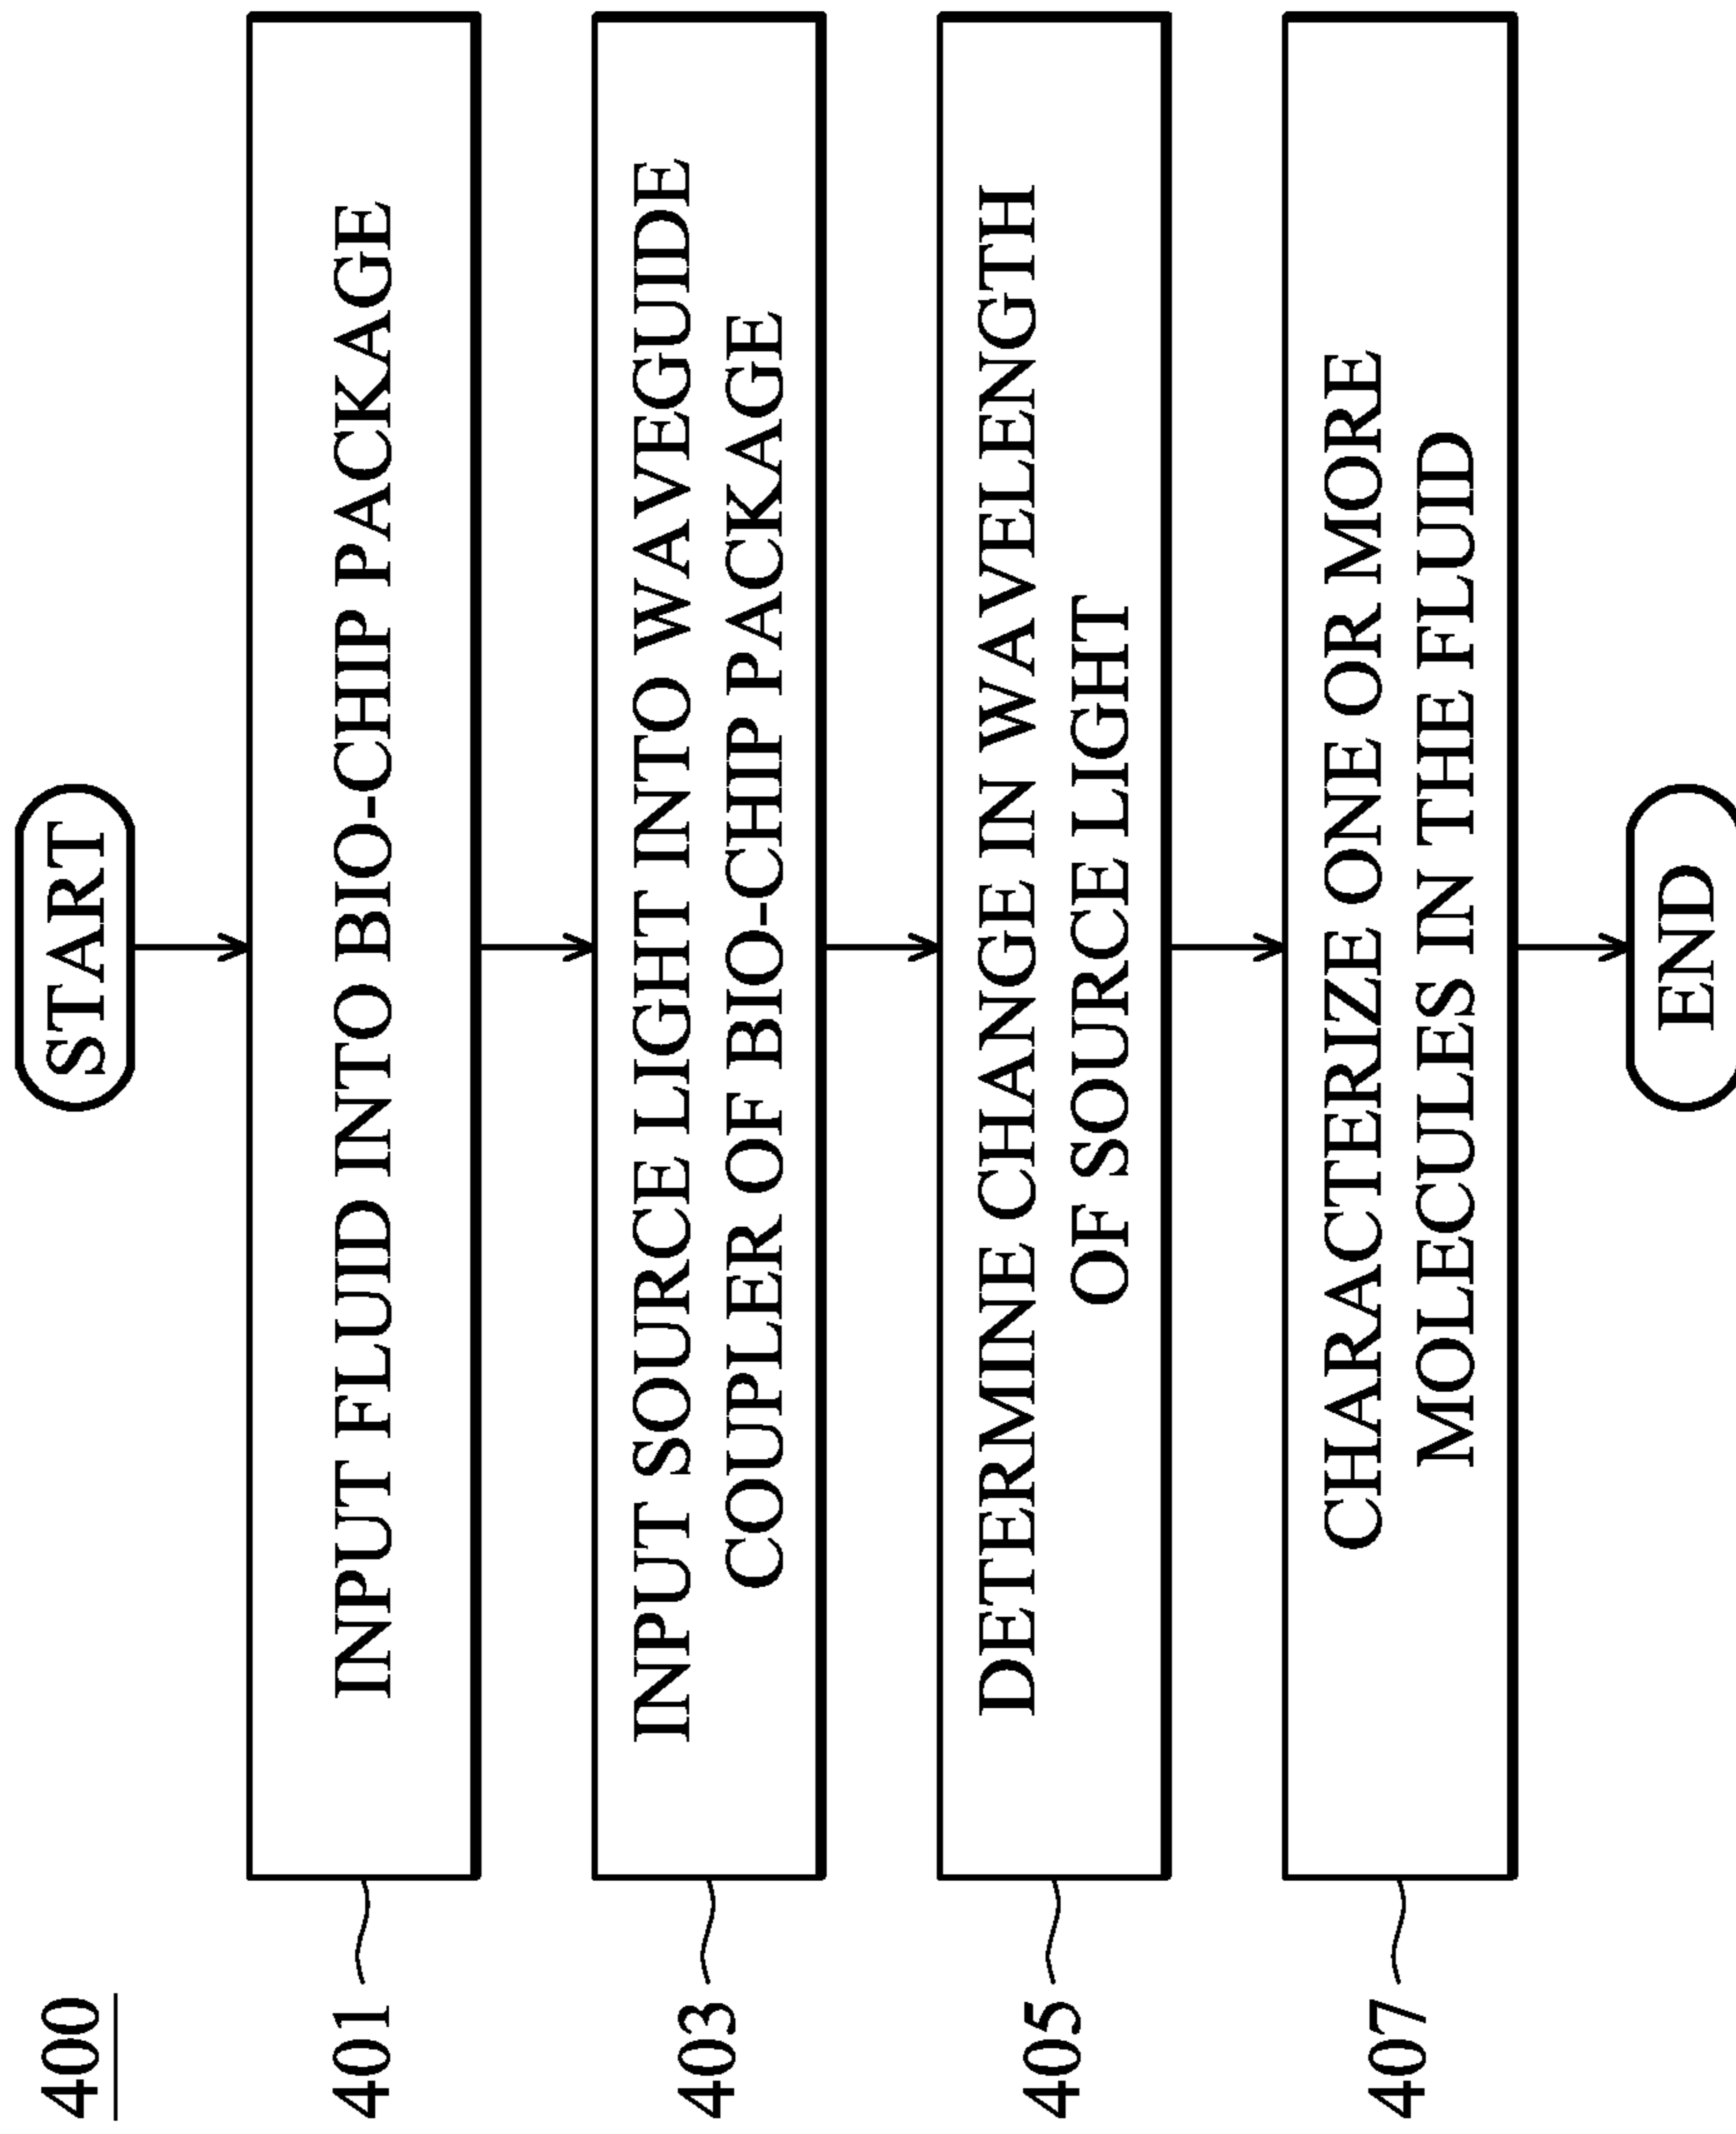 400
START
401
INPUT FLUID INTO BIO-CHIP PACKAGE
403
INPUT SOURCE LIGHT INTO WAVEGUIDE
COUPLER OF BIO-CHIP PACKAGE
405
DETERMINE CHANGE IN WAVELENGTH
OF SOURCE LIGHT
407
CHARACTERIZE ONE OR MORE
MOLECULES IN THE FLUID
END